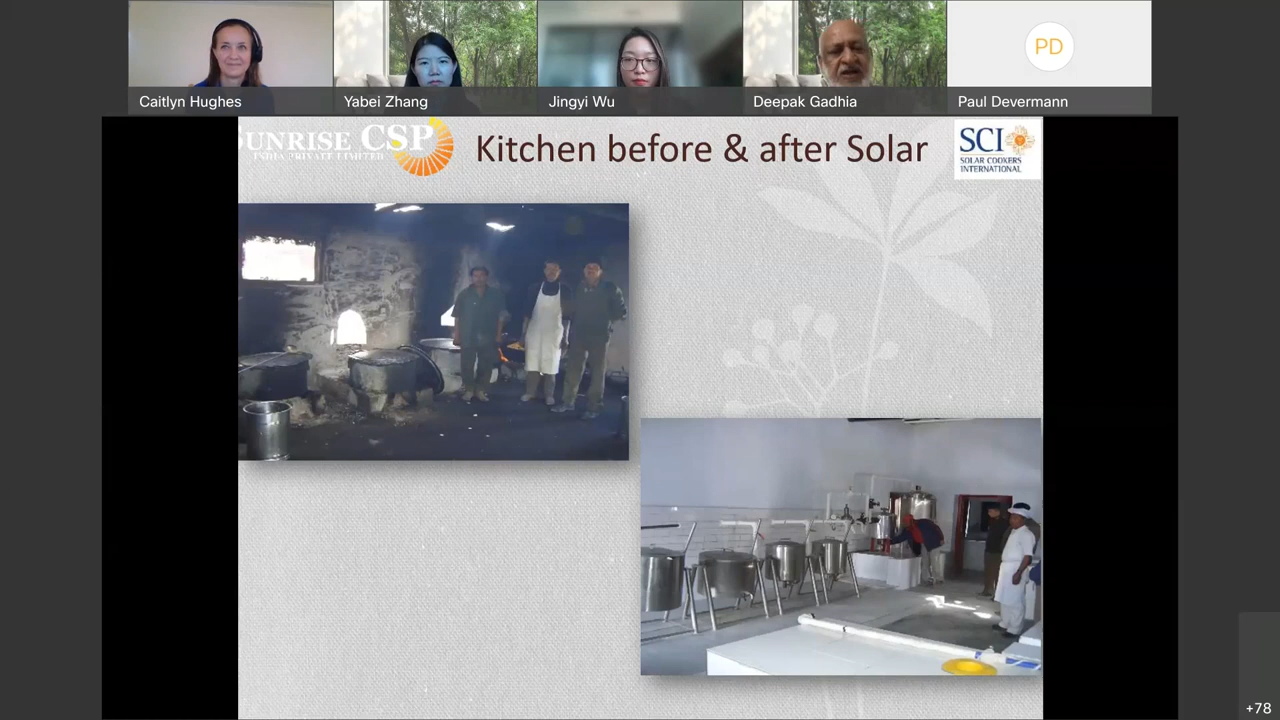 PD
Caitlyn Hughes
Yabei Zhang
Jingyi Wu
Deepak Gadhia
Paul Devermann
SUNRISE CSP
INDIA PRIVATE LIMITED
Kitchen before & after Solar
SCI
SOLAR COOKERS
INTERNATIONAL
+78